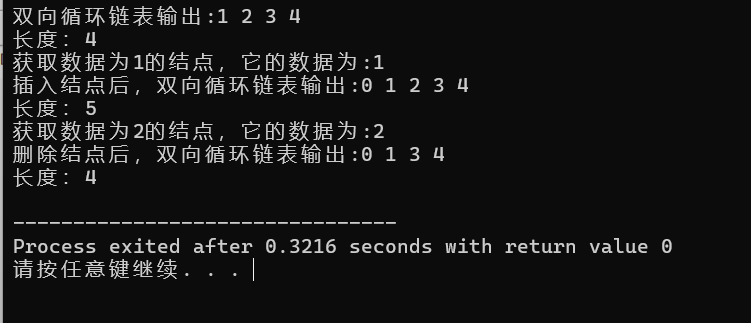 双向循环链表输出:1 2 3 4
长度: 4
获取数据为1的结点, 它的数据为:1
插入结点后, 双向循环链表输出:0 1 2 3 4
长度: 5
获取数据为2的结点, 它的数据为:2
删除结点后, 双向循环链表输出:0 1 3 4
长度: 4
--------------------------------
Process exited after 0.3216 seconds with return value 0
请按任意键继续. . .